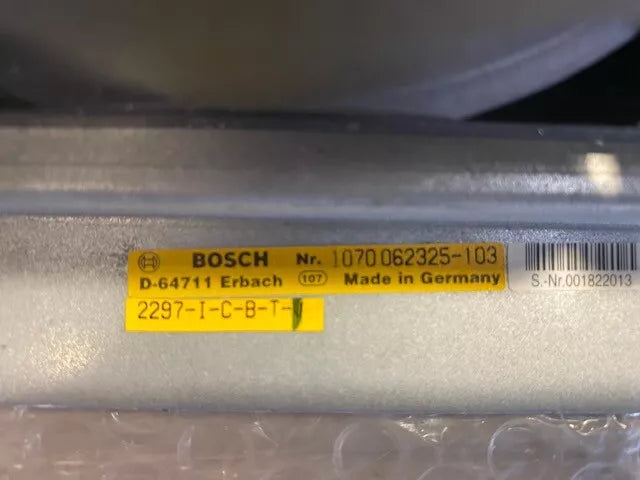 BOSCH Nr. 1070 062325-103
D-64711 Erbach 107 Made in Germany
2297-I-C-B-T-
S.-Nr.001822013